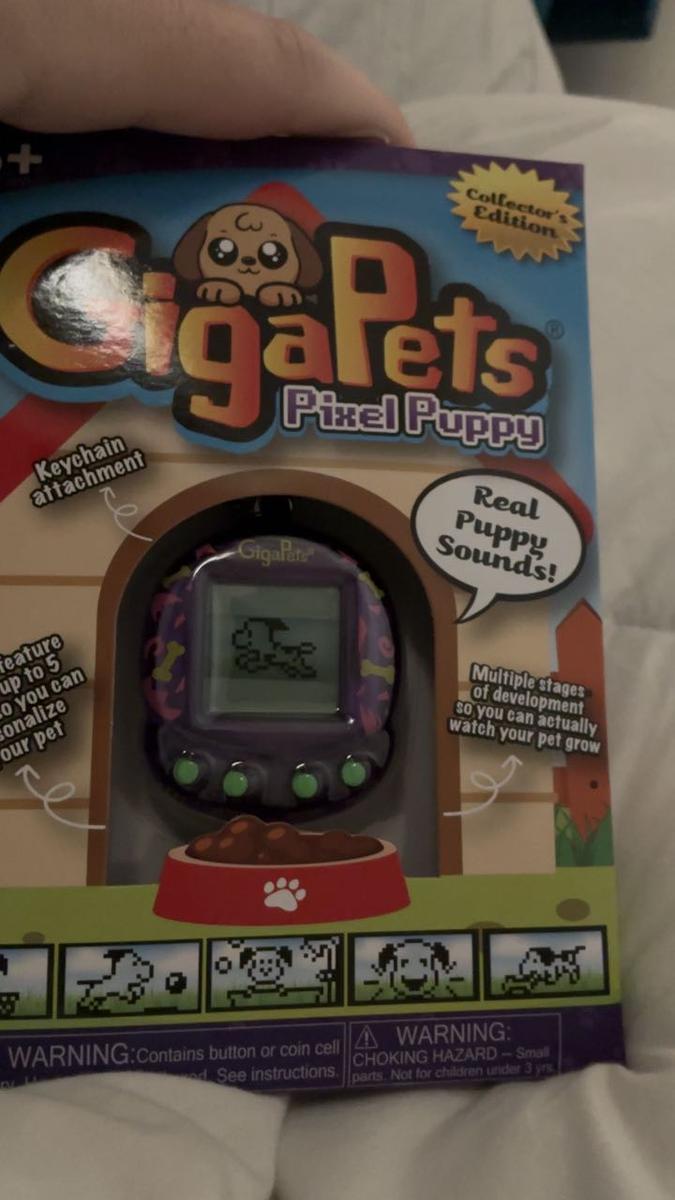 +
Collector's
Edition
GigaPets®
Pixel Puppy
Keychain
attachment
Real
Puppy
Sounds!
GigaPets®
feature
up to 5
so you can
sonalize
our pet
Multiple stages
of development
so you can actually
watch your pet grow
WARNING: Contains button or coin cell
See instructions.
WARNING:
CHOKING HAZARD – Small
parts. Not for children under 3 yrs.